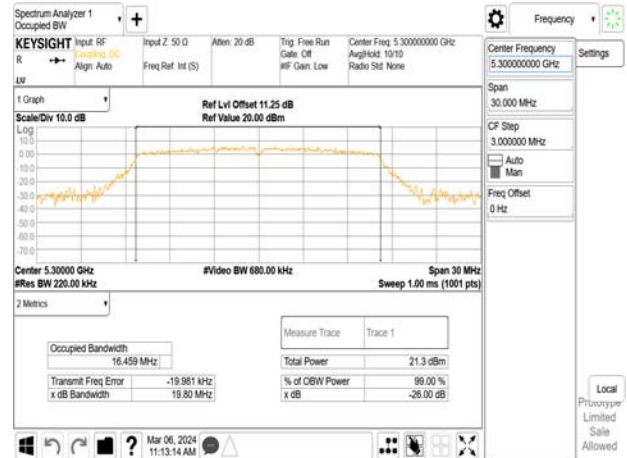 Spectrum Analyzer 1
Occupied BW
Frequency
KEYSIGHT
Input: RF
Coupling: DC
Align: Auto
Input Z: 50 Ω
Freq Ref: Int (S)
Atten: 20 dB
Trig: Free Run
Gate: Off
#IF Gain: Low
Center Freq: 5.300000000 GHz
Avg|Hold: 10/10
Radio Std: None
R
LXI
Center Frequency
5.300000000 GHz
Settings
Span
30.000 MHz
CF Step
3.000000 MHz
Auto
Man
Freq Offset
0 Hz
1 Graph
Scale/Div 10.0 dB
Ref Lvl Offset 11.25 dB
Ref Value 20.00 dBm
Log
10.0
0.00
-10.0
-20.0
-30.0
-40.0
-50.0
-60.0
-70.0
Center 5.30000 GHz
#Res BW 220.00 kHz
#Video BW 680.00 kHz
Span 30 MHz
Sweep 1.00 ms (1001 pts)
2 Metrics
Measure Trace Trace 1
Occupied Bandwidth
16.459 MHz
Total Power 21.3 dBm
Transmit Freq Error -19.981 kHz
% of OBW Power 99.00 %
x dB Bandwidth 19.80 MHz
x dB -26.00 dB
Local
Prototype
Limited
Sale
Allowed
Mar 06, 2024
11:13:14 AM